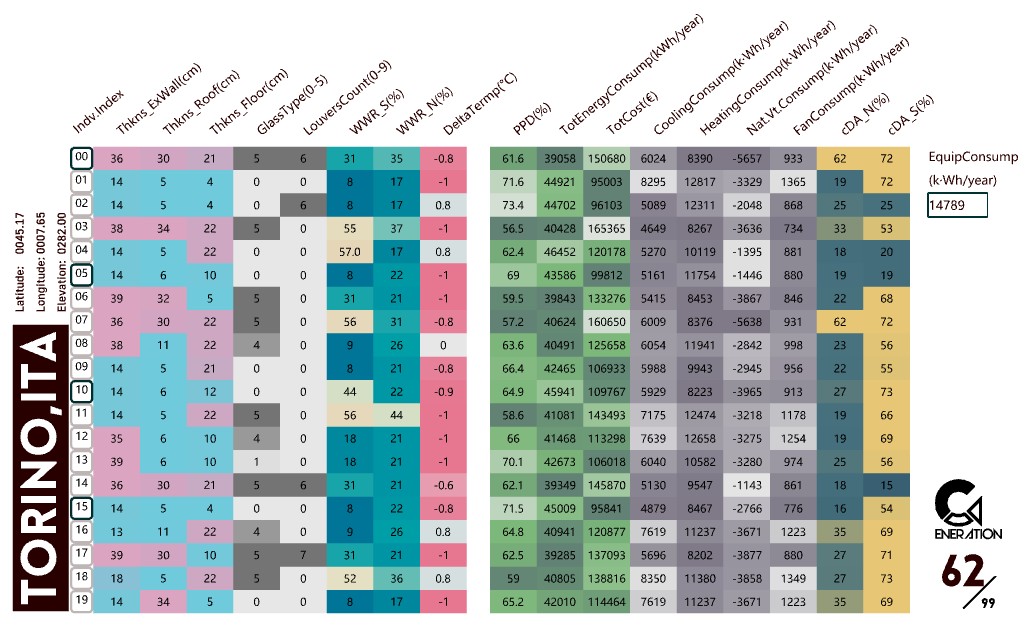 Indv.Index Thkns_ExWall(cm) Thkns_Roof(cm) Thkns_Floor(cm) GlassType(0-5) LouversCount(0-9) WWR_S(%) WWR_N(%) DeltaTermp(°C) PPD(%) TotEnergyConsump(kWh/year) TotCost(€) CoolingConsump(k·Wh/year) HeatingConsump(k·Wh/year) Nat.Vt.Consump(k·Wh/year) FanConsump(k·Wh/year) cDA_N(%) cDA_S(%)
00 36 30 21 5 6 31 35 -0.8 61.6 39058 150680 6024 8390 -5657 933 62 72
01 14 5 4 0 0 8 17 -1 71.6 44921 95003 8295 12817 -3329 1365 19 72
02 14 5 4 0 6 8 17 0.8 73.4 44702 96103 5089 12311 -2048 868 25 25
03 38 34 22 5 0 55 37 -1 56.5 40428 165365 4649 8267 -3636 734 33 53
04 14 5 22 0 0 57.0 17 0.8 62.4 46452 120178 5270 10119 -1395 881 18 20
05 14 6 10 0 0 8 22 -1 69 43586 99812 5161 11754 -1446 880 19 19
06 39 32 5 5 0 31 21 -1 59.5 39843 133276 5415 8453 -3867 846 22 68
07 36 30 22 5 0 56 31 -0.8 57.2 40624 160650 6009 8376 -5638 931 62 72
08 38 11 22 4 0 9 26 0 63.6 40491 125658 6054 11941 -2842 998 23 56
09 14 5 21 0 0 8 21 -0.8 66.4 42465 106933 5988 9943 -2945 956 22 55
10 14 6 12 0 0 44 22 -0.9 64.9 45941 109767 5929 8223 -3965 913 27 73
11 14 5 22 5 0 56 44 -1 58.6 41081 143493 7175 12474 -3218 1178 19 66
12 35 6 10 4 0 18 21 -1 66 41468 113298 7639 12658 -3275 1254 19 69
13 39 6 10 1 0 18 21 -1 70.1 42673 106018 6040 10582 -3280 974 25 56
14 36 30 21 5 6 31 21 -0.6 62.1 39349 145870 5130 9547 -1143 861 18 15
15 14 5 4 0 0 8 22 -0.8 71.5 45009 95841 4879 8467 -2766 776 16 54
16 13 11 22 4 0 9 26 0.8 64.8 40941 120877 7619 11237 -3671 1223 35 69
17 39 30 10 5 7 31 21 -1 62.5 39285 137093 5696 8202 -3877 880 27 71
18 18 5 22 5 0 52 36 0.8 59 40805 138816 8350 11380 -3858 1349 27 73
19 14 34 5 0 0 8 17 -1 65.2 42010 114464 7619 11237 -3671 1223 35 69
EquipConsump
(k·Wh/year)
14789
Latitude: 0045.17
Longitude: 0007.65
Elevation: 0282.00
TORINO,ITA
ENERATION
62/99